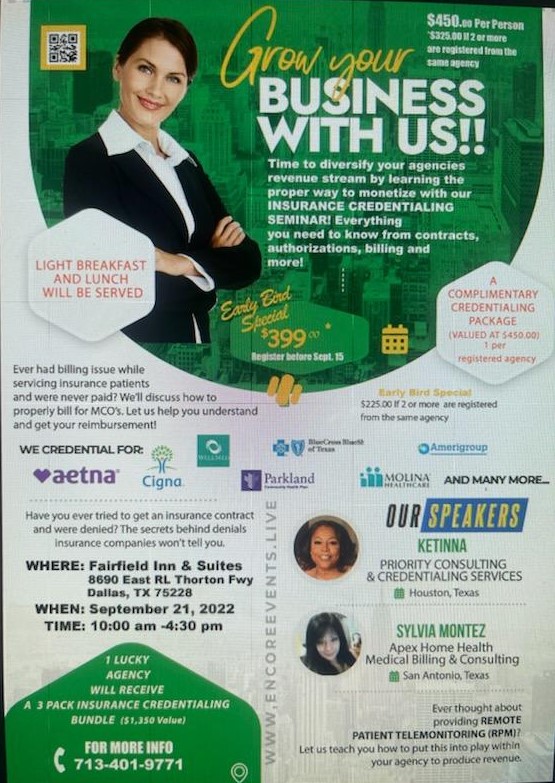 $450.00 Per Person
*$325.00 If 2 or more
are registered from the
same agency
Grow your
BUSINESS
WITH US!!
Time to diversify your agencies
revenue stream by learning the
proper way to monetize with our
INSURANCE CREDENTIALING
SEMINAR! Everything
you need to know from contracts,
authorizations, billing and
more!
LIGHT BREAKFAST
AND LUNCH
WILL BE SERVED
Early Bird
Special
$399.00 *
Register before Sept. 15
A
COMPLIMENTARY
CREDENTIALING
PACKAGE
(VALUED AT $450.00)
1 per
registered agency
Ever had billing issue while
servicing insurance patients
and were never paid? We'll discuss how to
properly bill for MCO's. Let us help you understand
and get your reimbursement!
Early Bird Special
$225.00 If 2 or more are registered
from the same agency
WE CREDENTIAL FOR:
aetna
Cigna
WELLMED
BlueCross BlueShield
of Texas
Parkland
Community Health Plan
Amerigroup
MOLINA
HEALTHCARE
AND MANY MORE...
Have you ever tried to get an insurance contract
and were denied? The secrets behind denials
insurance companies won't tell you.
WHERE: Fairfield Inn & Suites
8690 East RL Thorton Fwy
Dallas, TX 75228
WHEN: September 21, 2022
TIME: 10:00 am -4:30 pm
WWW.ENCOREEVENTS.LIVE
OUR SPEAKERS
KETINNA
PRIORITY CONSULTING
& CREDENTIALING SERVICES
Houston, Texas
SYLVIA MONTEZ
Apex Home Health
Medical Billing & Consulting
San Antonio, Texas
1 LUCKY
AGENCY
WILL RECEIVE
A 3 PACK INSURANCE CREDENTIALING
BUNDLE ($1,350 Value)
FOR MORE INFO
713-401-9771
Ever thought about
providing REMOTE
PATIENT MONITORING (RPM)?
Let us teach you how to put this into play within
your agency to produce revenue.